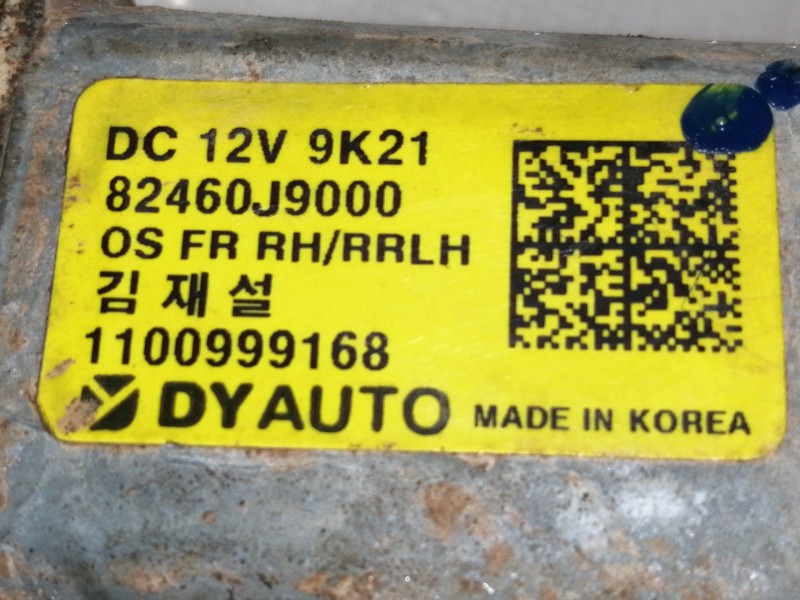 DC 12V 9K21
82460J9000
OS FR RH/RRLH
김재설
1100999168
DYAUTO MADE IN KOREA